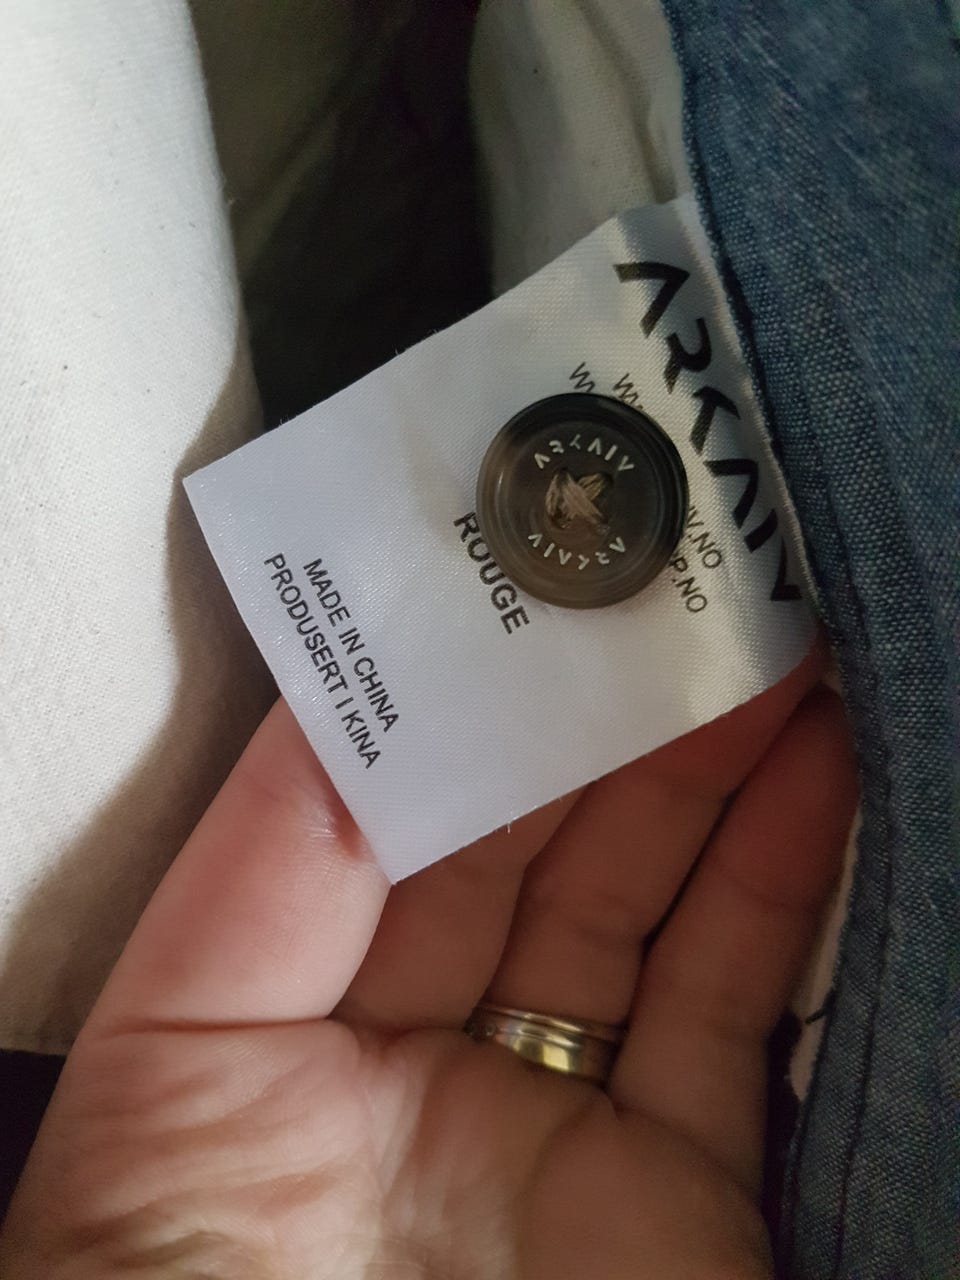 ARKAIV
ROUGE
MADE IN CHINA
PRODUSERT I KINA
ARKAIV
ARKAIV